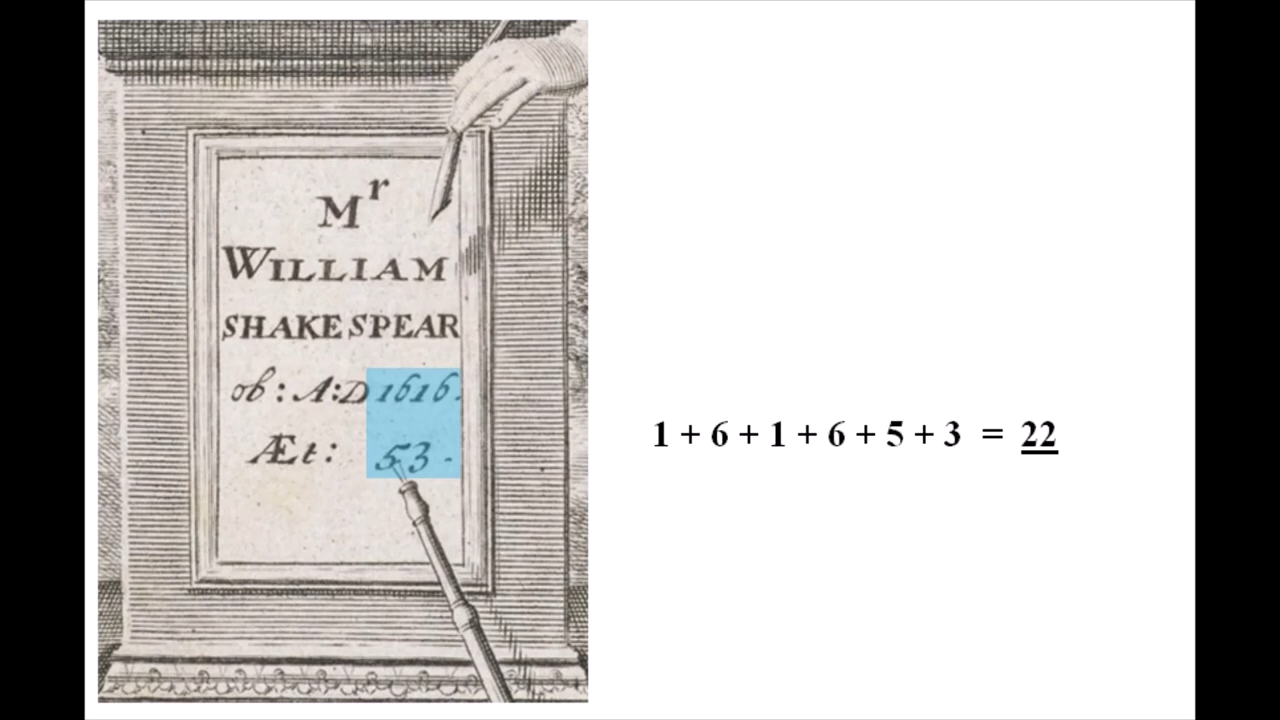 Mr
WILLIAM
SHAKESPEAR
ob: A:D 1616.
Æt: 53.
1 + 6 + 1 + 6 + 5 + 3 = 22